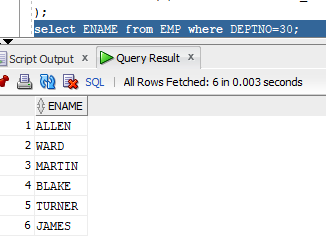 );
select ENAME from EMP where DEPTNO=30;
Script Output x Query Result x
SQL | All Rows Fetched: 6 in 0.003 seconds
ENAME
1 ALLEN
2 WARD
3 MARTIN
4 BLAKE
5 TURNER
6 JAMES